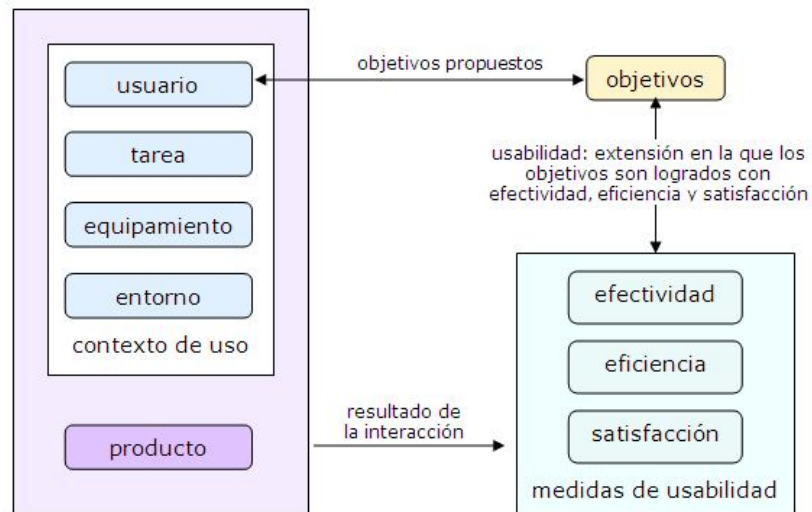 usuario
tarea
equipamiento
entorno
contexto de uso
producto
objetivos propuestos
objetivos
usabilidad: extensión en la que los
objetivos son logrados con
efectividad, eficiencia y satisfacción
resultado de
la interacción
efectividad
eficiencia
satisfacción
medidas de usabilidad